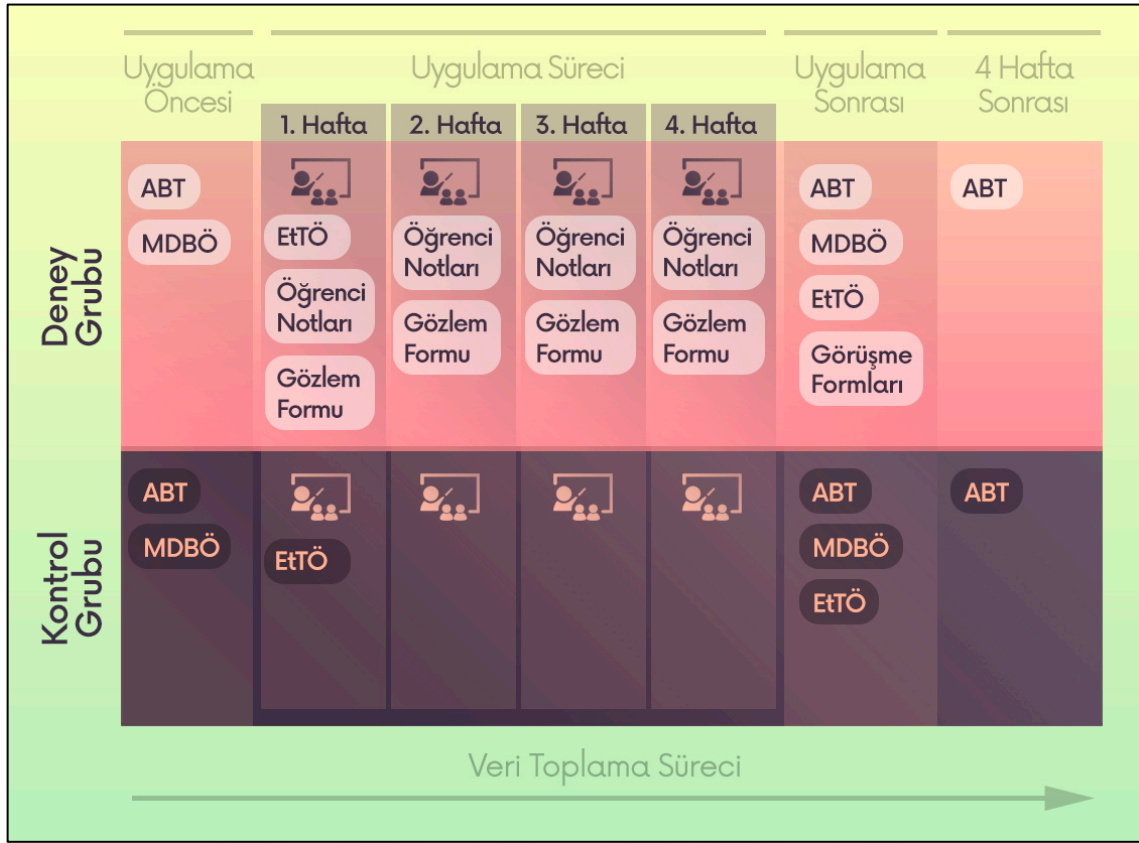 Uygulama
Öncesi
Uygulama Süreci
Uygulama
Sonrası
4 Hafta
Sonrası
1. Hafta
2. Hafta
3. Hafta
4. Hafta
Deney
Grubu
ABT
MDBÖ
EtTÖ
Öğrenci
Notları
Gözlem
Formu
Öğrenci
Notları
Gözlem
Formu
Öğrenci
Notları
Gözlem
Formu
Öğrenci
Notları
Gözlem
Formu
ABT
MDBÖ
EtTÖ
Görüşme
Formları
ABT
Kontrol
Grubu
ABT
MDBÖ
EtTÖ
ABT
MDBÖ
EtTÖ
ABT
Veri Toplama Süreci